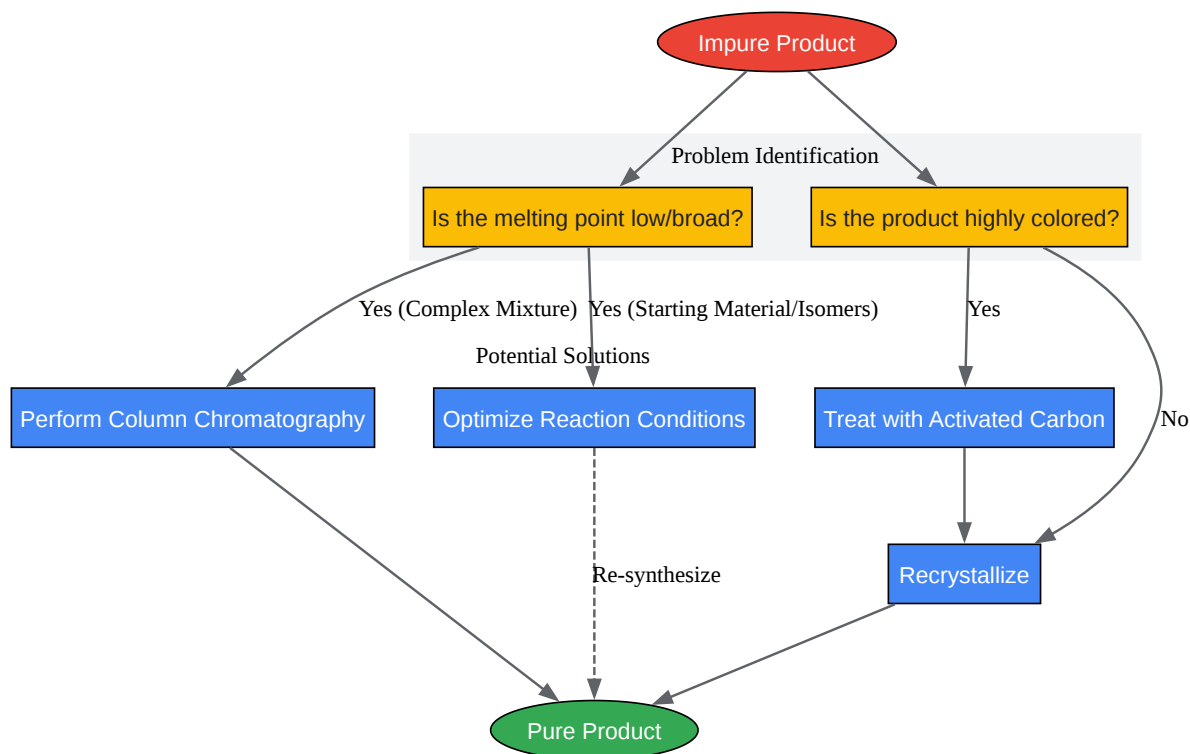 Impure Product
Problem Identification
Is the melting point low/broad?
Is the product highly colored?
Yes (Complex Mixture)
Yes (Starting Material/Isomers)
Yes
Potential Solutions
Perform Column Chromatography
Optimize Reaction Conditions
Treat with Activated Carbon
No
Re-synthesize
Recrystallize
Pure Product